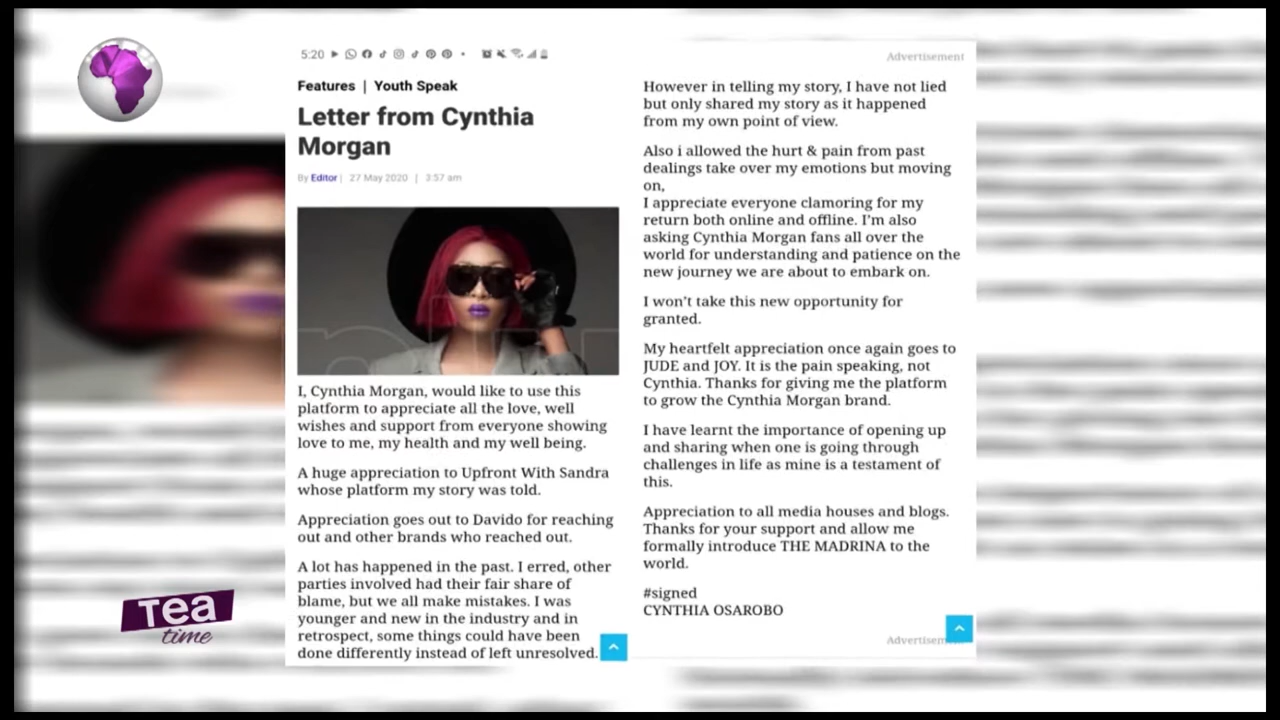 5:20
Features | Youth Speak
Letter from Cynthia
Morgan
By Editor | 27 May 2020 | 3:57 am
I, Cynthia Morgan, would like to use this
platform to appreciate all the love, well
wishes and support from everyone showing
love to me, my health and my well being.
A huge appreciation to Upfront With Sandra
whose platform my story was told.
Appreciation goes out to Davido for reaching
out and other brands who reached out.
A lot has happened in the past. I erred, other
parties involved had their fair share of
blame, but we all make mistakes. I was
younger and new in the industry and in
retrospect, some things could have been
done differently instead of left unresolved.
Advertisement
However in telling my story, I have not lied
but only shared my story as it happened
from my own point of view.
Also i allowed the hurt & pain from past
dealings take over my emotions but moving
on,
I appreciate everyone clamoring for my
return both online and offline. I'm also
asking Cynthia Morgan fans all over the
world for understanding and patience on the
new journey we are about to embark on.
I won't take this new opportunity for
granted.
My heartfelt appreciation once again goes to
JUDE and JOY. It is the pain speaking, not
Cynthia. Thanks for giving me the platform
to grow the Cynthia Morgan brand.
I have learnt the importance of opening up
and sharing when one is going through
challenges in life as mine is a testament of
this.
Appreciation to all media houses and blogs.
Thanks for your support and allow me
formally introduce THE MADRINA to the
world.
#signed
CYNTHIA OSAROBO
Advertisem
Tea
time